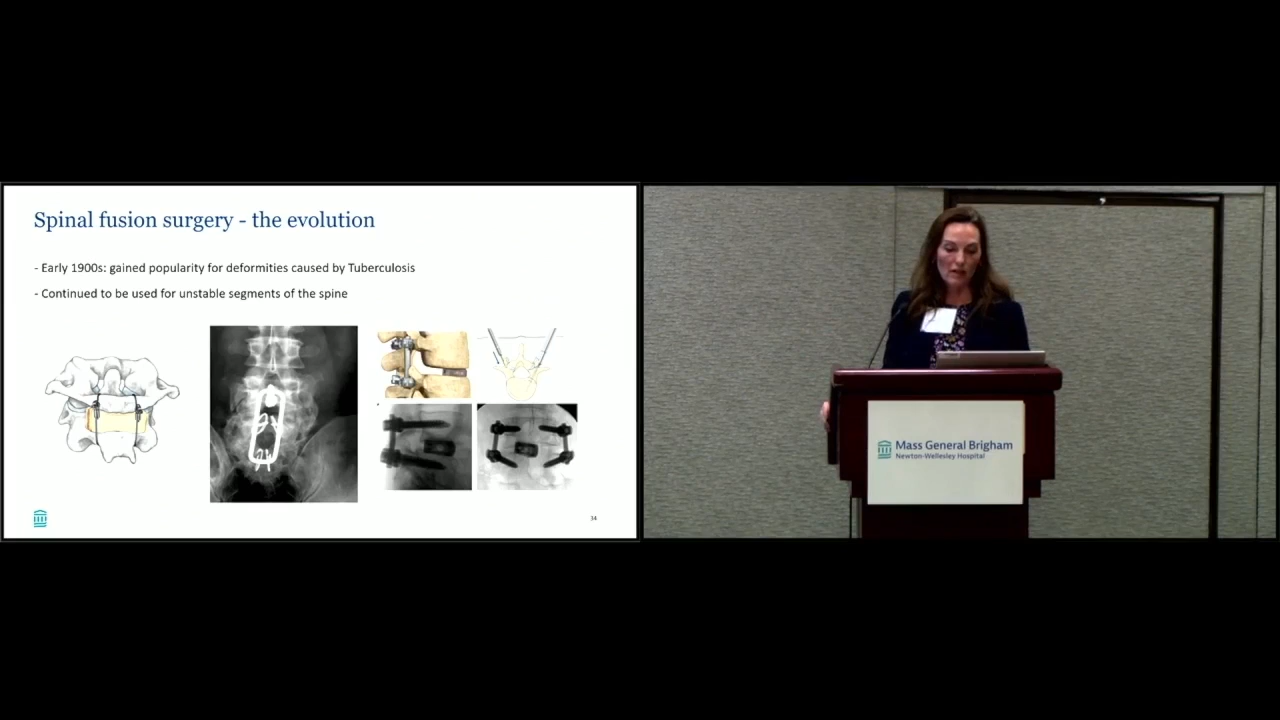 Spinal fusion surgery - the evolution
- Early 1900s: gained popularity for deformities caused by Tuberculosis
- Continued to be used for unstable segments of the spine
34
Mass General Brigham
Newton-Wellesley Hospital